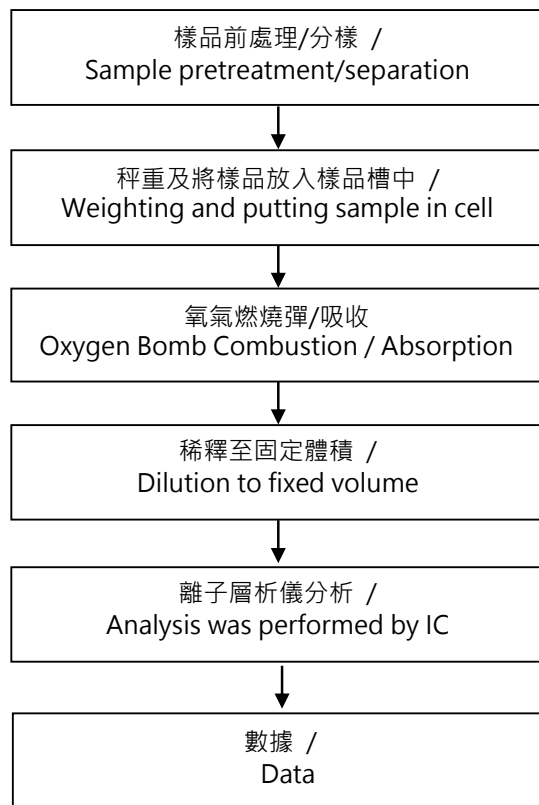 樣品前處理/分樣 /
Sample pretreatment/separation
秤重及將樣品放入樣品槽中 /
Weighting and putting sample in cell
氧氣燃燒彈/吸收
Oxygen Bomb Combustion / Absorption
稀釋至固定體積 /
Dilution to fixed volume
離子層析儀分析 /
Analysis was performed by IC
數據 /
Data